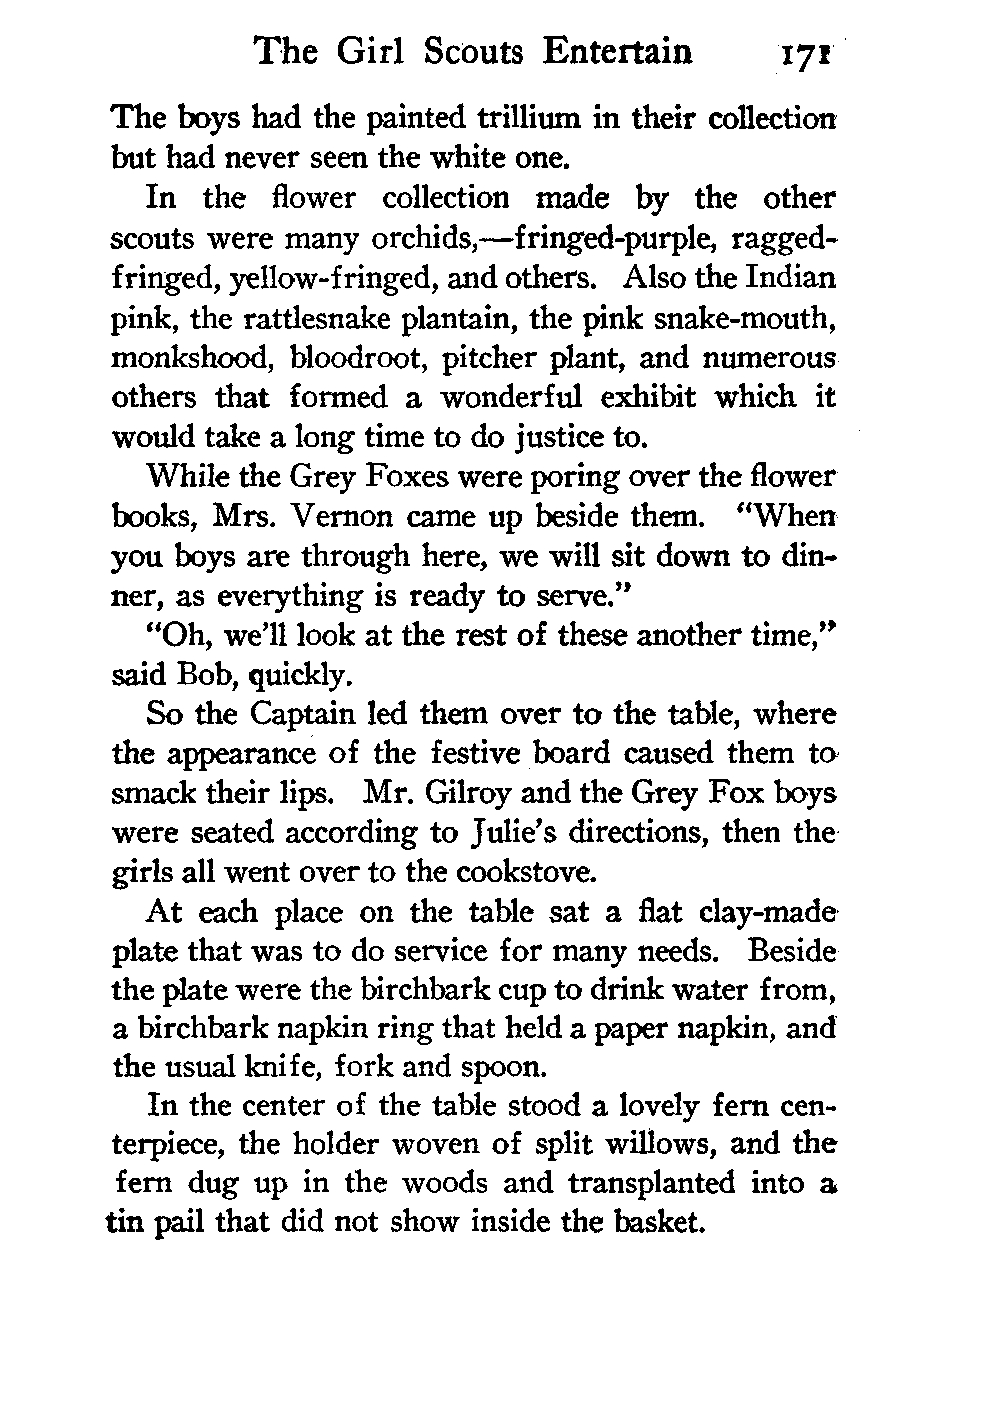 The Girl Scouts Entertain 171
The boys had the painted trillium in their collection
but had never seen the white one.
In the flower collection made by the other
scouts were many orchids,—fringed-purple, ragged-
fringed, yellow-fringed, and others. Also the Indian
pink, the rattlesnake plantain, the pink snake-mouth,
monkshood, bloodroot, pitcher plant, and numerous
others that formed a wonderful exhibit which it
would take a long time to do justice to.
While the Grey Foxes were poring over the flower
books, Mrs. Vernon came up beside them. "When
you boys are through here, we will sit down to din-
ner, as everything is ready to serve."
"Oh, we'll look at the rest of these another time,"
said Bob, quickly.
So the Captain led them over to the table, where
the appearance of the festive board caused them to
smack their lips. Mr. Gilroy and the Grey Fox boys
were seated according to Julie's directions, then the
girls all went over to the cookstove.
At each place on the table sat a flat clay-made
plate that was to do service for many needs. Beside
the plate were the birchbark cup to drink water from,
a birchbark napkin ring that held a paper napkin, and
the usual knife, fork and spoon.
In the center of the table stood a lovely fern cen-
terpiece, the holder woven of split willows, and the
fern dug up in the woods and transplanted into a
tin pail that did not show inside the basket.